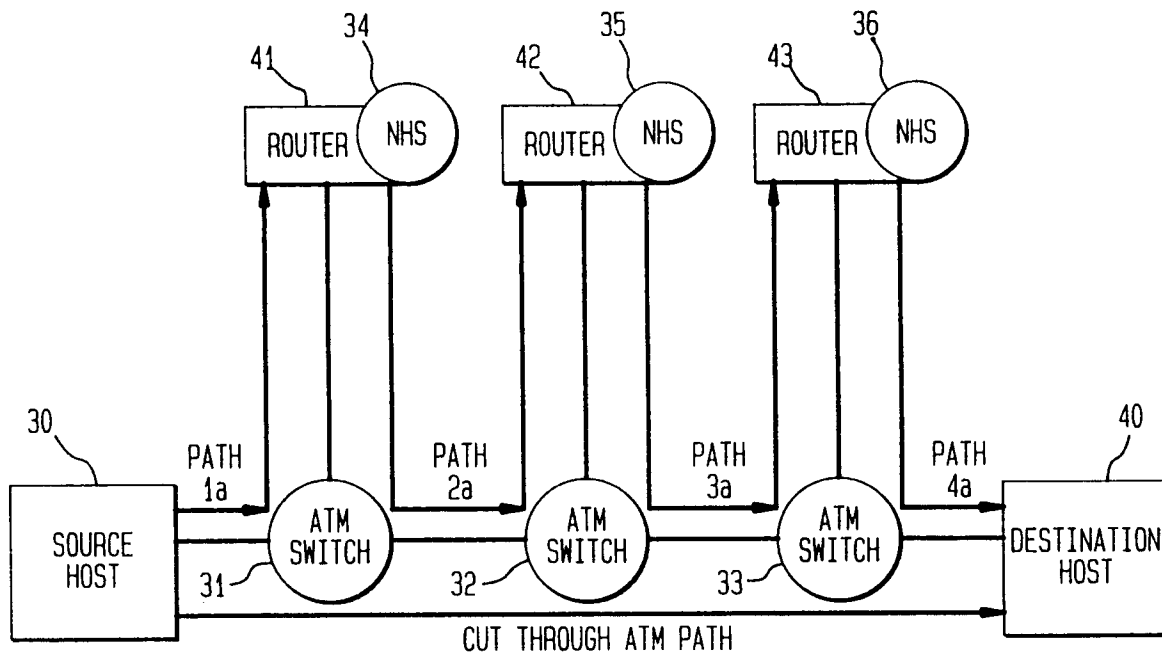 34
35
36
41
42
43
ROUTER
NHS
ROUTER
NHS
ROUTER
NHS
30
40
PATH
1a
PATH
2a
PATH
3a
PATH
4a
SOURCE
HOST
ATM
SWITCH
ATM
SWITCH
ATM
SWITCH
DESTINATION
HOST
31
32
33
CUT THROUGH ATM PATH